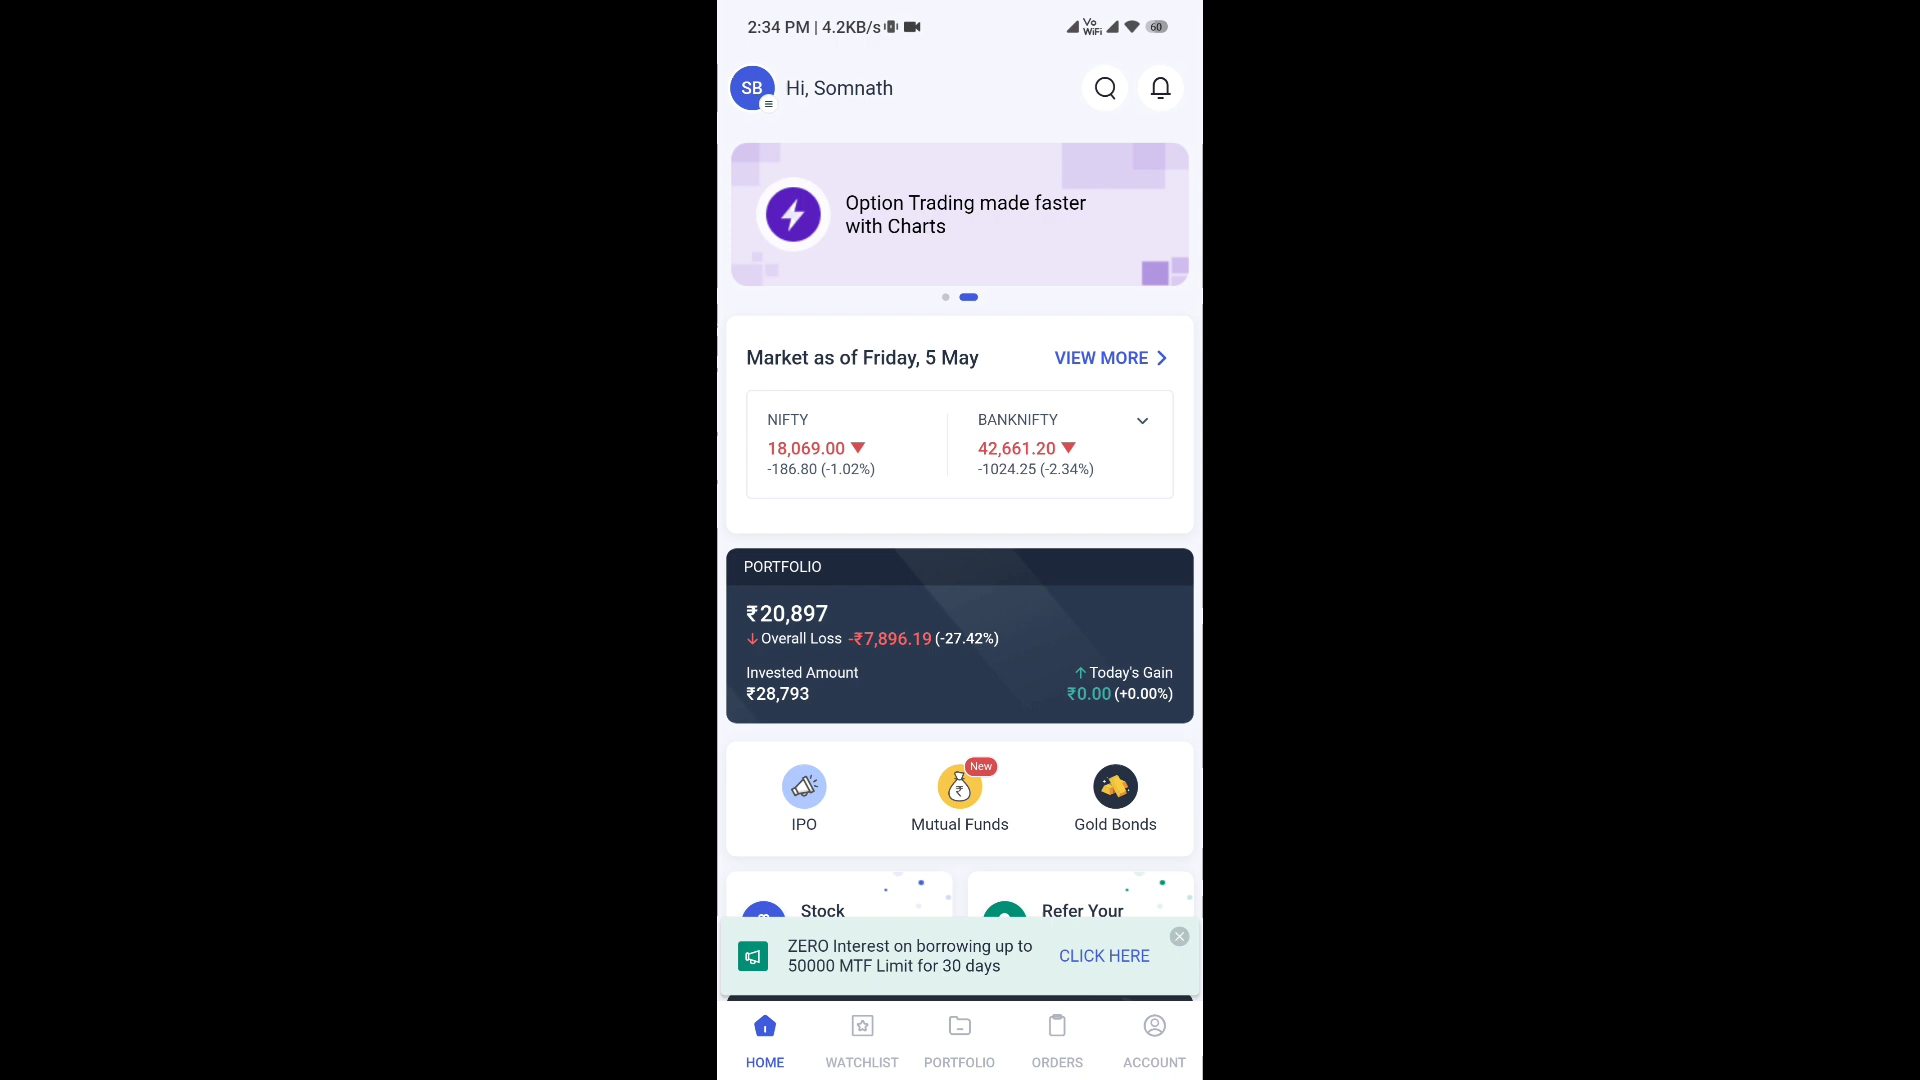 2:34 PM | 4.2KB/s
Vo
WiFi
60
SB
Hi, Somnath
Option Trading made faster
with Charts
Market as of Friday, 5 May
VIEW MORE
NIFTY
BANKNIFTY
18,069.00
42,661.20
-186.80 (-1.02%)
-1024.25 (-2.34%)
PORTFOLIO
₹20,897
Overall Loss -₹7,896.19 (-27.42%)
Invested Amount
Today's Gain
₹28,793
₹0.00 (+0.00%)
New
IPO
Mutual Funds
Gold Bonds
Stock
Refer Your
ZERO Interest on borrowing up to
50000 MTF Limit for 30 days
CLICK HERE
HOME
WATCHLIST
PORTFOLIO
ORDERS
ACCOUNT